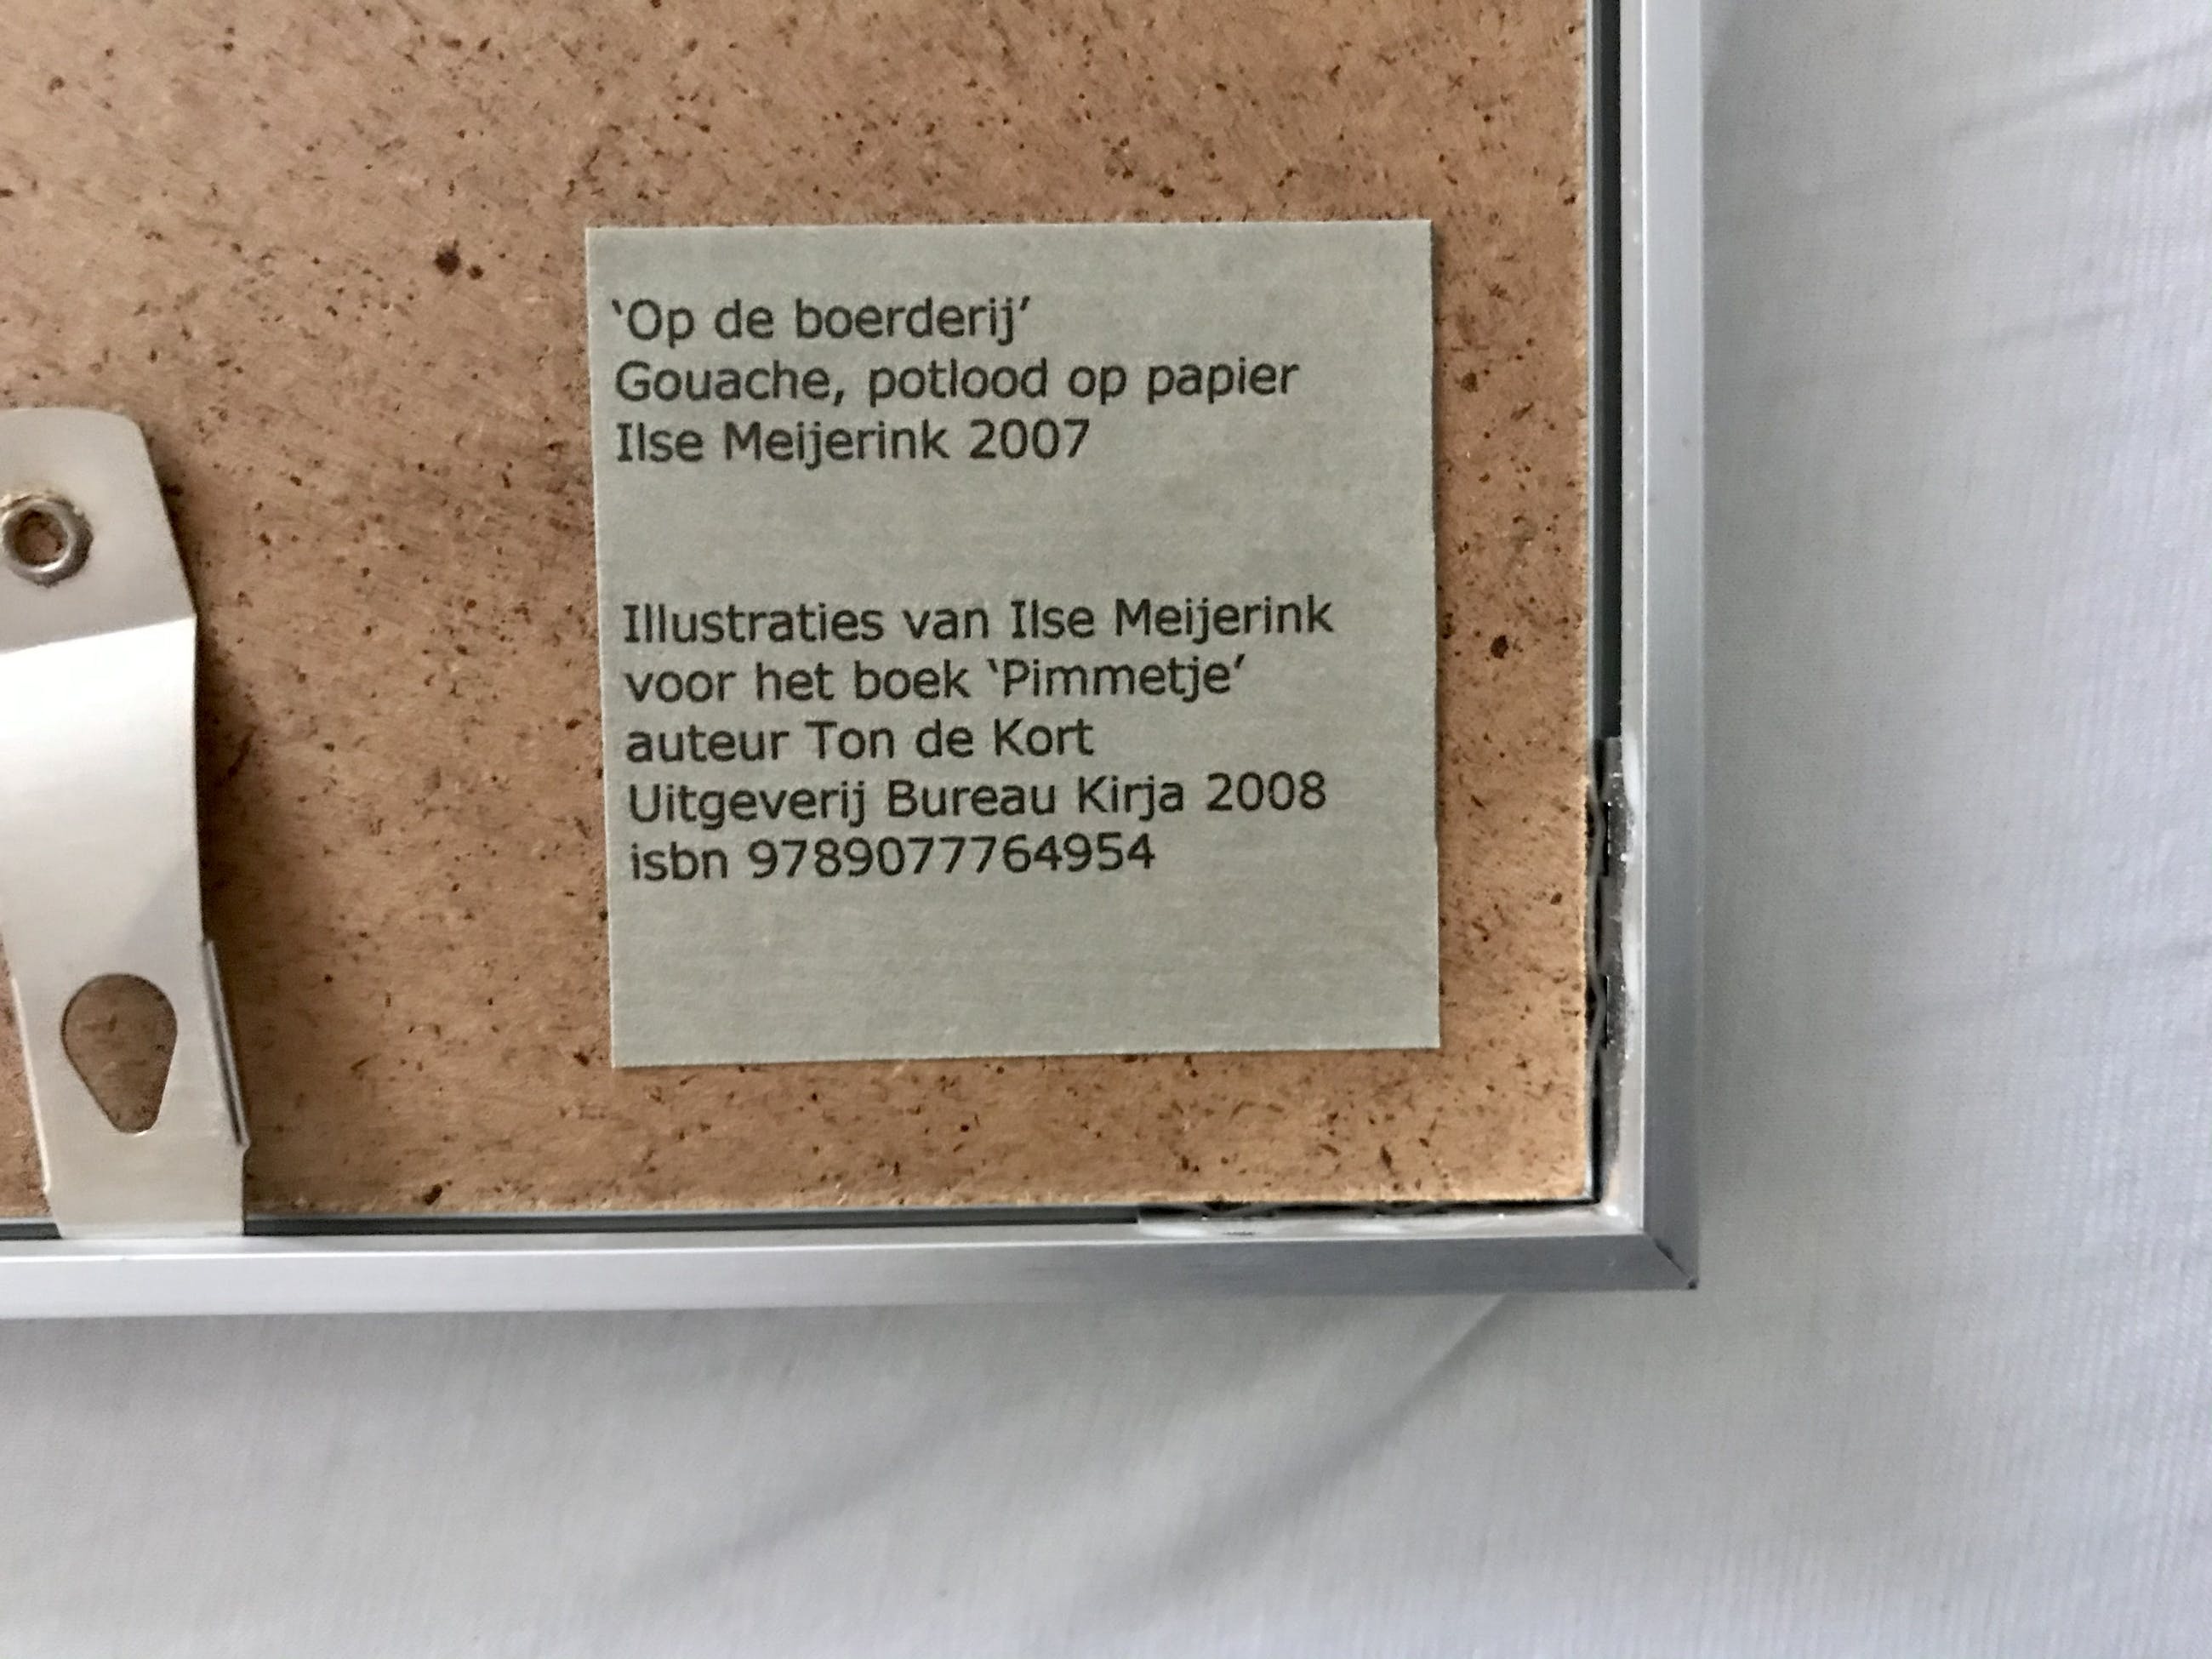 ‘Op de boerderij’
Gouache, potlood op papier
Ilse Meijerink 2007
Illustraties van Ilse Meijerink
voor het boek ‘Pimmetje’
auteur Ton de Kort
Uitgeverij Bureau Kirja 2008
isbn 9789077764954